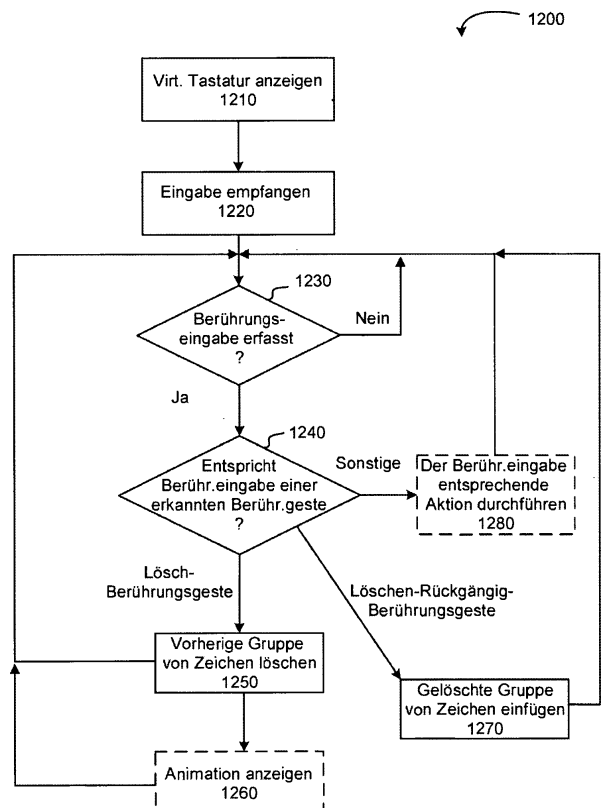 1200
Virt. Tastatur anzeigen
1210
Eingabe empfangen
1220
1230
Berührungs-
eingabe erfasst
?
Nein
Ja
1240
Entspricht
Berühr.eingabe einer
erkannten Berühr.geste
?
Sonstige
Der Berühr.eingabe
entsprechende
Aktion durchführen
1280
Lösch-
Berührungsgeste
Löschen-Rückgängig-
Berührungsgeste
Vorherige Gruppe
von Zeichen löschen
1250
Gelöschte Gruppe
von Zeichen einfügen
1270
Animation anzeigen
1260